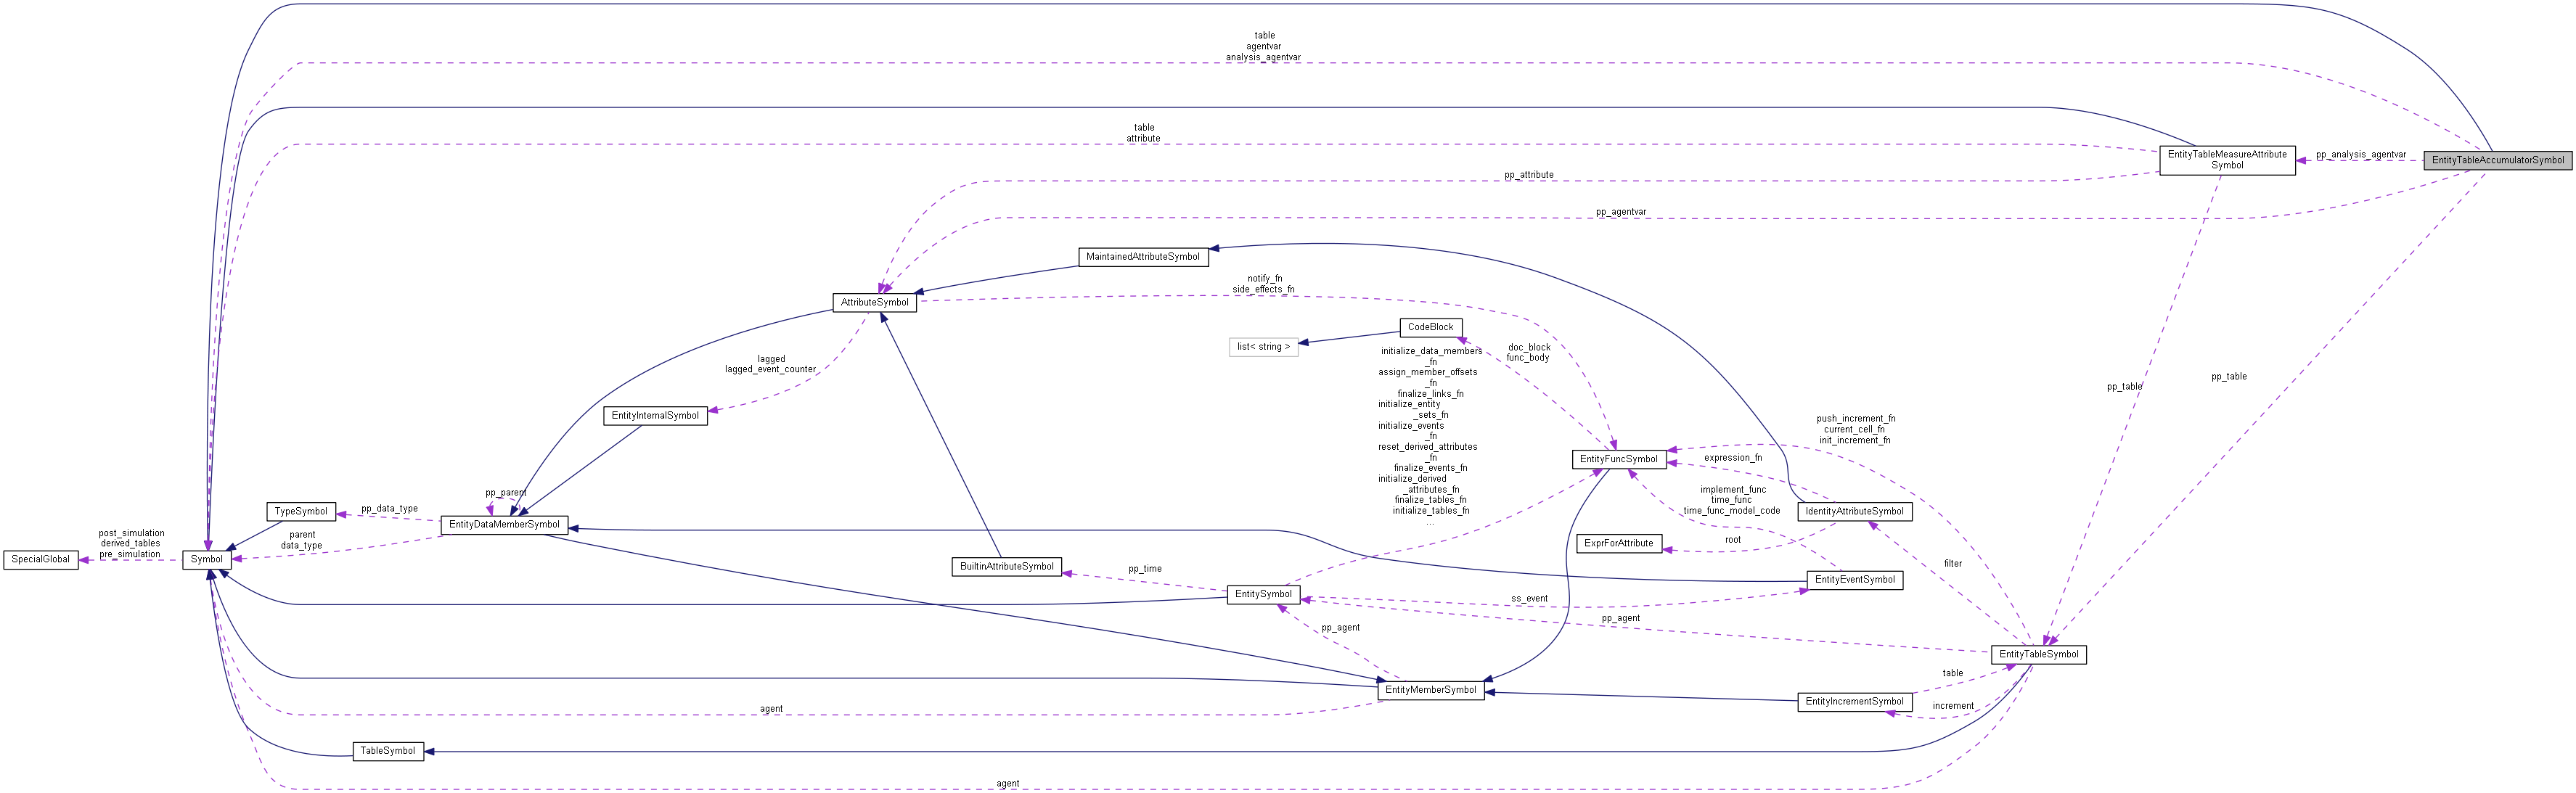 table
agentvar
analysis_agentvar
table
attribute
EntityTableMeasureAttribute
Symbol
pp_analysis_agentvar
EntityTableAccumulatorSymbol
pp_attribute
pp_agentvar
MaintainedAttributeSymbol
notify_fn
side_effects_fn
AttributeSymbol
CodeBlock
list< string >
doc_block
func_body
lagged
lagged_event_counter
initialize_data_members
_fn
assign_member_offsets
_fn
finalize_links_fn
initialize_entity
_sets_fn
initialize_events
_fn
reset_derived_attributes
_fn
finalize_events_fn
initialize_derived
_attributes_fn
finalize_tables_fn
initialize_tables_fn
...
pp_table
pp_table
EntityInternalSymbol
push_increment_fn
current_cell_fn
init_increment_fn
EntityFuncSymbol
expression_fn
pp_parent
TypeSymbol
pp_data_type
EntityDataMemberSymbol
implement_func
time_func
time_func_model_code
IdentityAttributeSymbol
post_simulation
derived_tables
pre_simulation
parent
data_type
ExprForAttribute
root
SpecialGlobal
Symbol
BuiltinAttributeSymbol
pp_time
filter
EntityEventSymbol
EntitySymbol
ss_event
pp_agent
pp_agent
EntityTableSymbol
table
EntityMemberSymbol
EntityIncrementSymbol
increment
agent
TableSymbol
agent